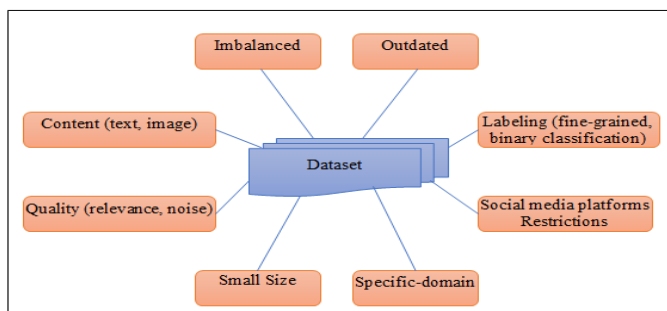 Imbalanced
Outdated
Content (text, image)
Labeling (fine-grained,
binary classification)
Dataset
Quality (relevance, noise)
Social media platforms
Restrictions
Small Size
Specific-domain